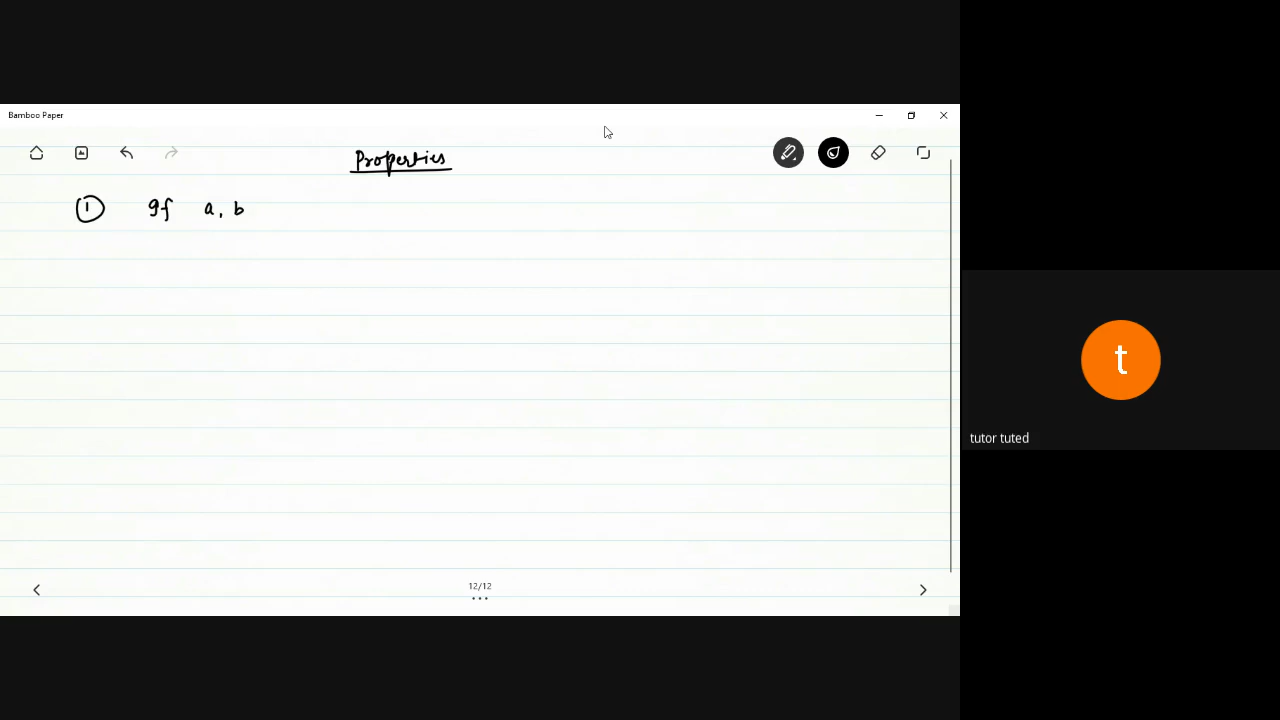 Bamboo Paper
Properties
① If a, b
t
tutor tuted
12/12